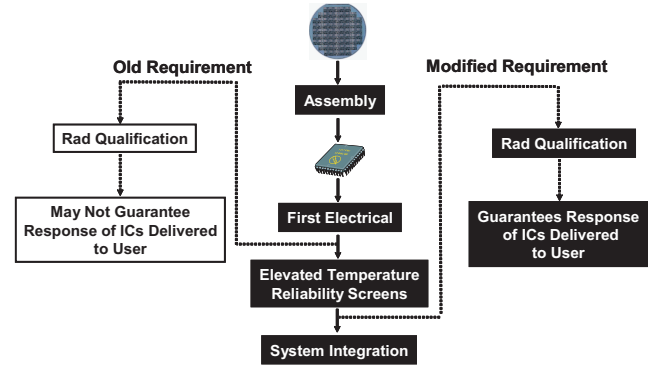 Old Requirement
Modified Requirement
Assembly
Rad Qualification
Rad Qualification
May Not Guarantee
Response of ICs Delivered
to User
First Electrical
Guarantees Response
of ICs Delivered
to User
Elevated Temperature
Reliability Screens
System Integration